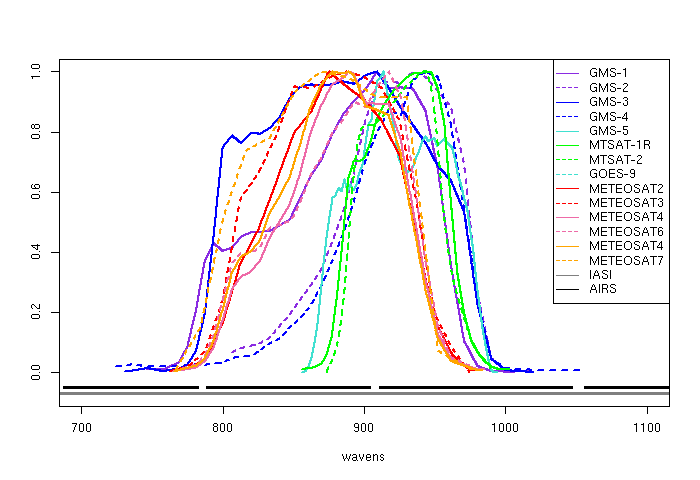 1.0
0.8
0.6
0.4
0.2
0.0
700
800
900
1000
1100
wavens
GMS-1
GMS-2
GMS-3
GMS-4
GMS-5
MTSAT-1R
MTSAT-2
GOES-9
METEOSAT2
METEOSAT3
METEOSAT4
METEOSAT6
METEOSAT4
METEOSAT7
IASI
AIRS